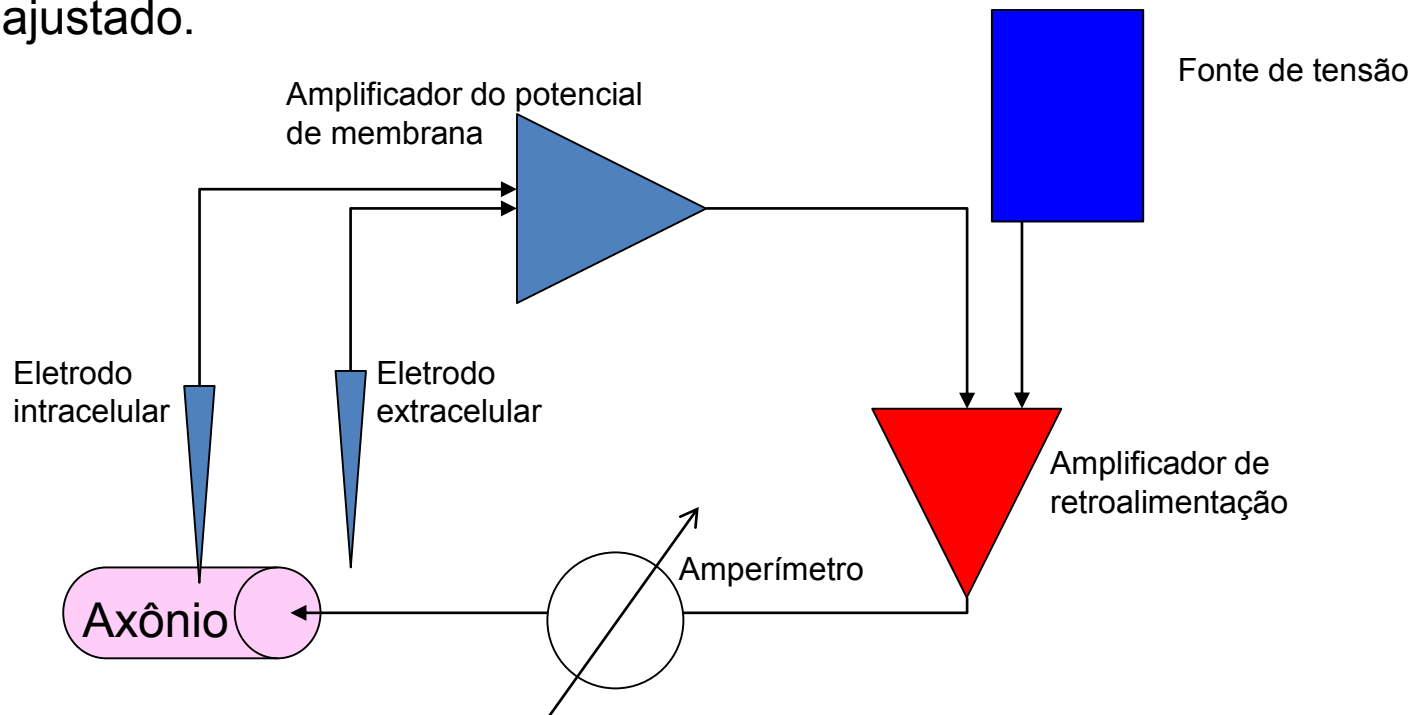 ajustado.
Fonte de tensão
Amplificador do potencial
de membrana
Eletrodo
intracelular
Eletrodo
extracelular
Amplificador de
retroalimentação
Amperímetro
Axônio